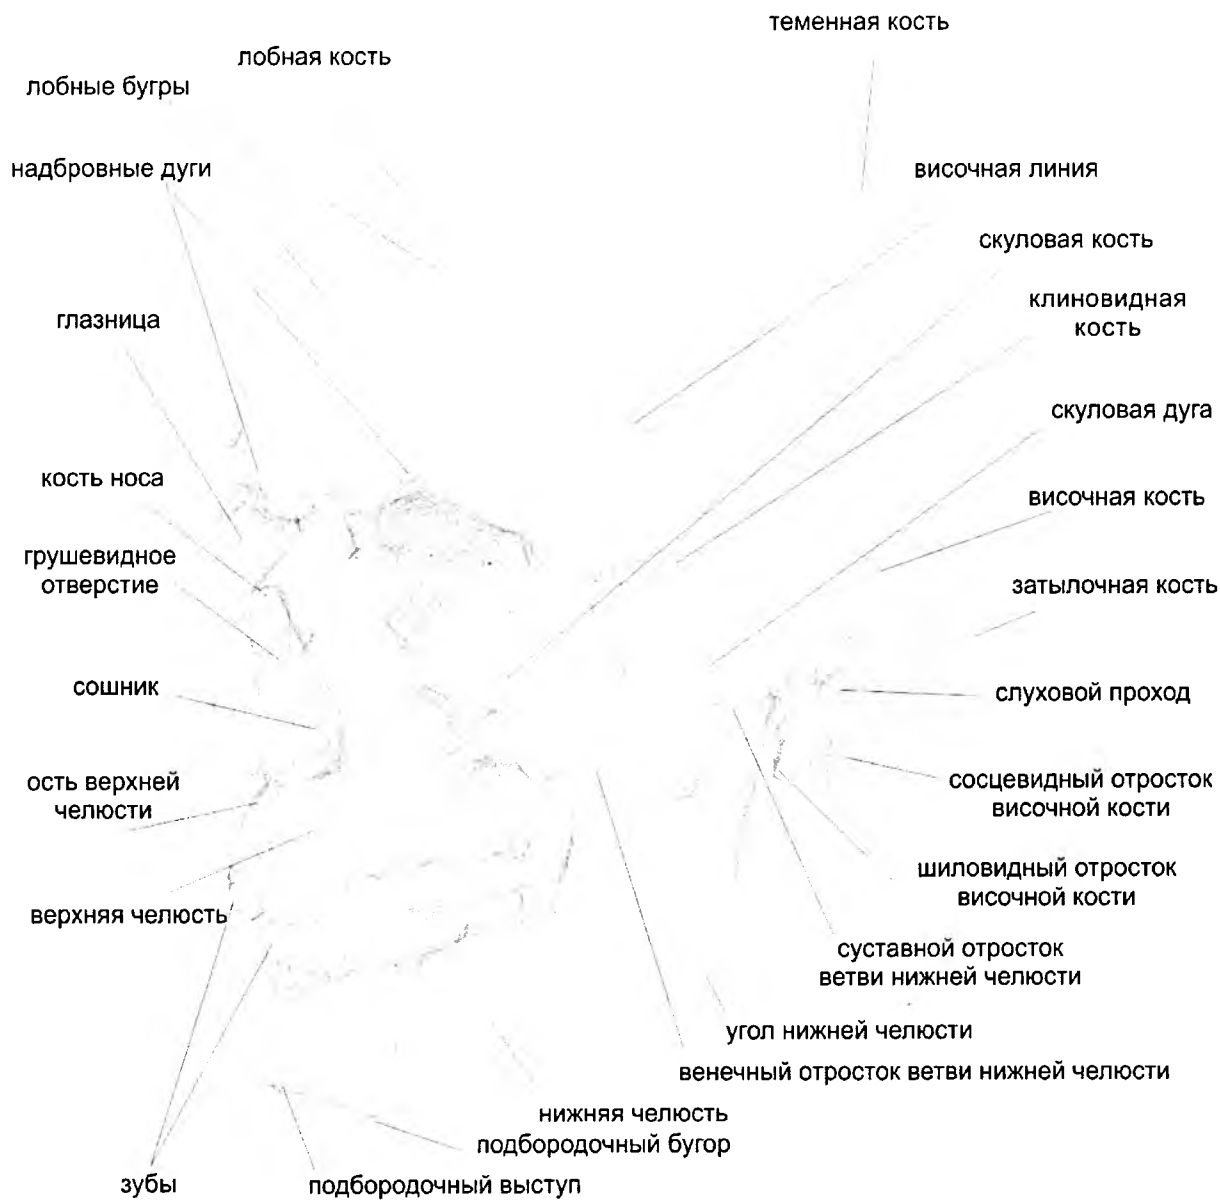 теменная кость
лобная кость
лобные бугры
надбровные дуги
височная линия
скуловая кость
клиновидная
кость
глазница
скуловая дуга
кость носа
височная кость
грушевидное
отверстие
затылочная кость
сошник
слуховой проход
ость верхней
челюсти
сосцевидный отросток
височной кости
шиловидный отросток
височной кости
верхняя челюсть
суставной отросток
ветви нижней челюсти
угол нижней челюсти
венечный отросток ветви нижней челюсти
нижняя челюсть
подбородочный бугор
зубы
подбородочный выступ